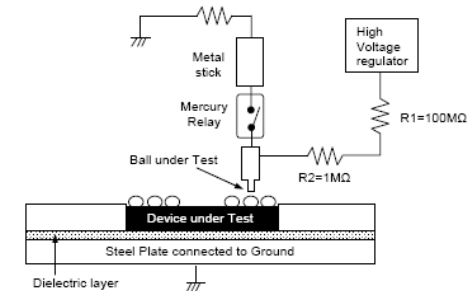 High
Voltage
regulator
Metal
stick
Mercury
Relay
R1=100MΩ
Ball under Test
R2=1MΩ
Device under Test
Steel Plate connected to Ground
Dielectric layer